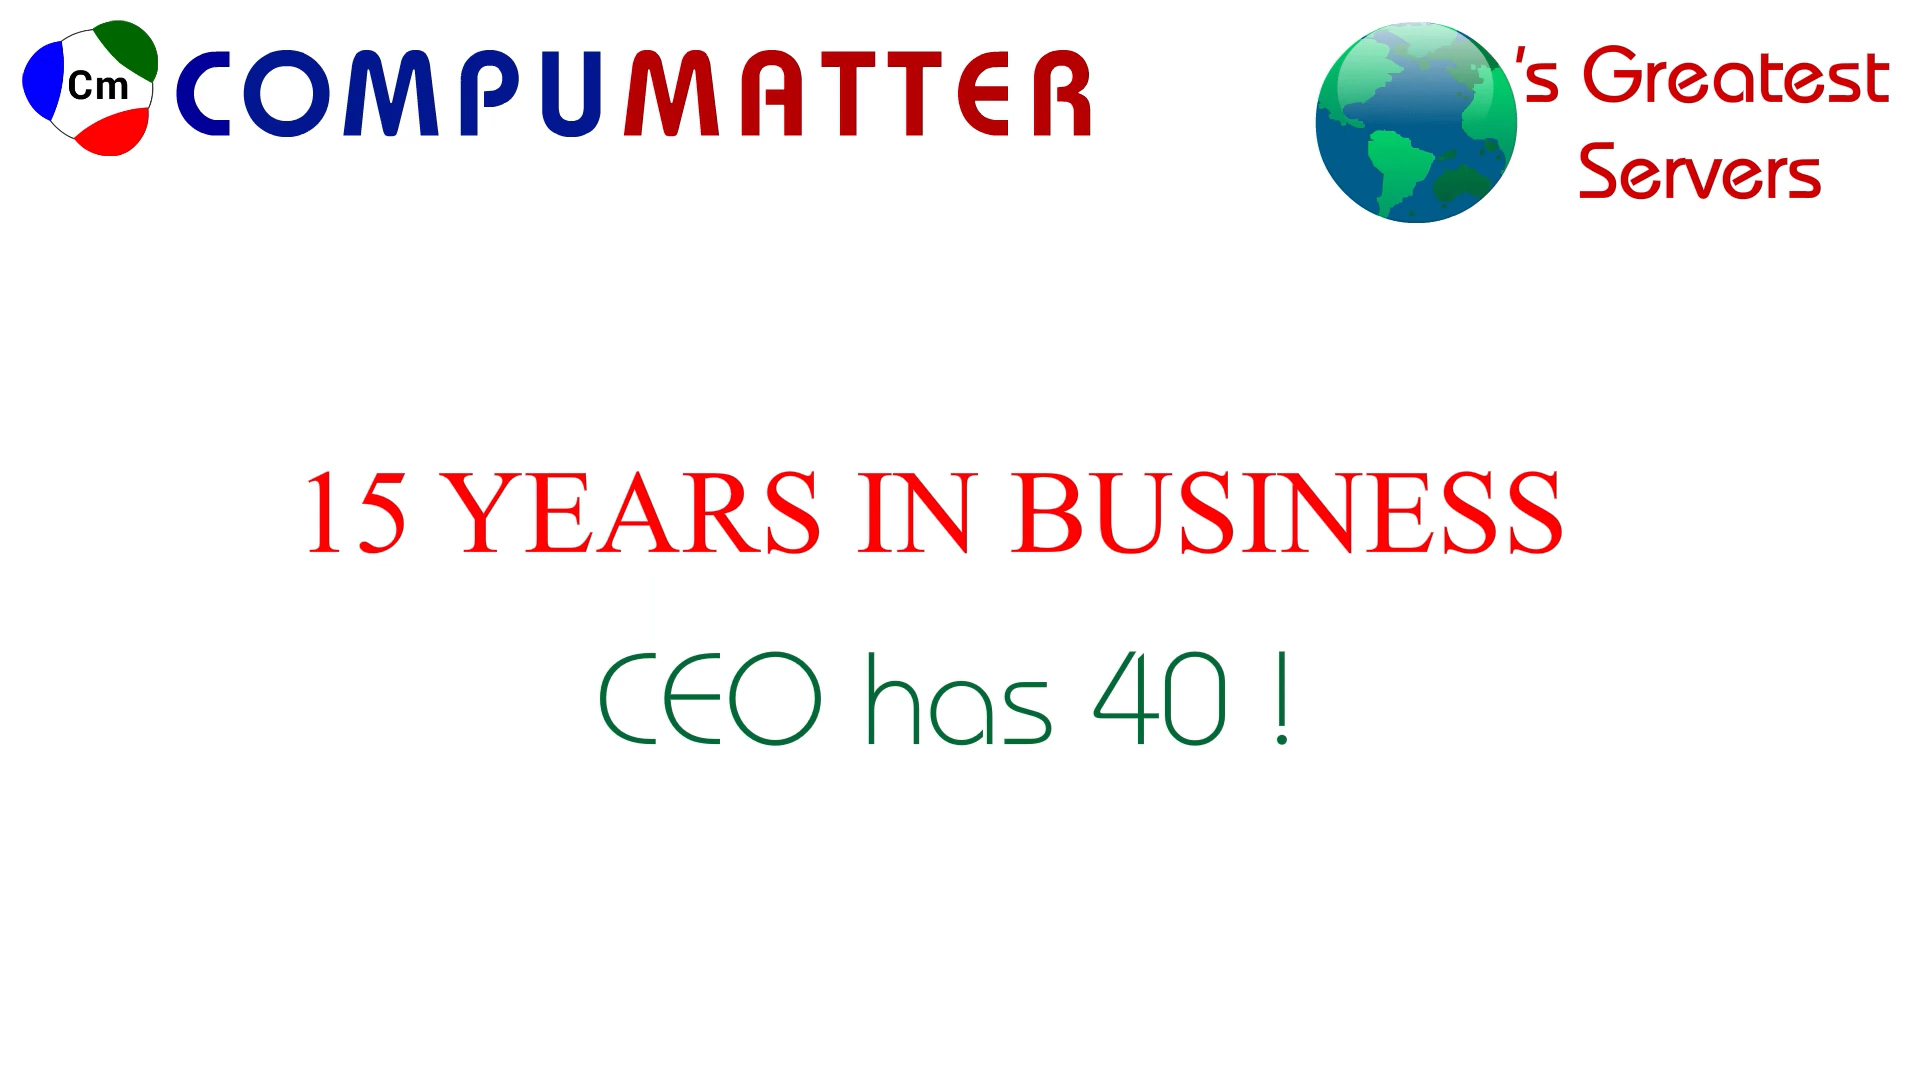 Cm COMPUMATTER
's Greatest
Servers
15 YEARS IN BUSINESS
CEO has 40 !